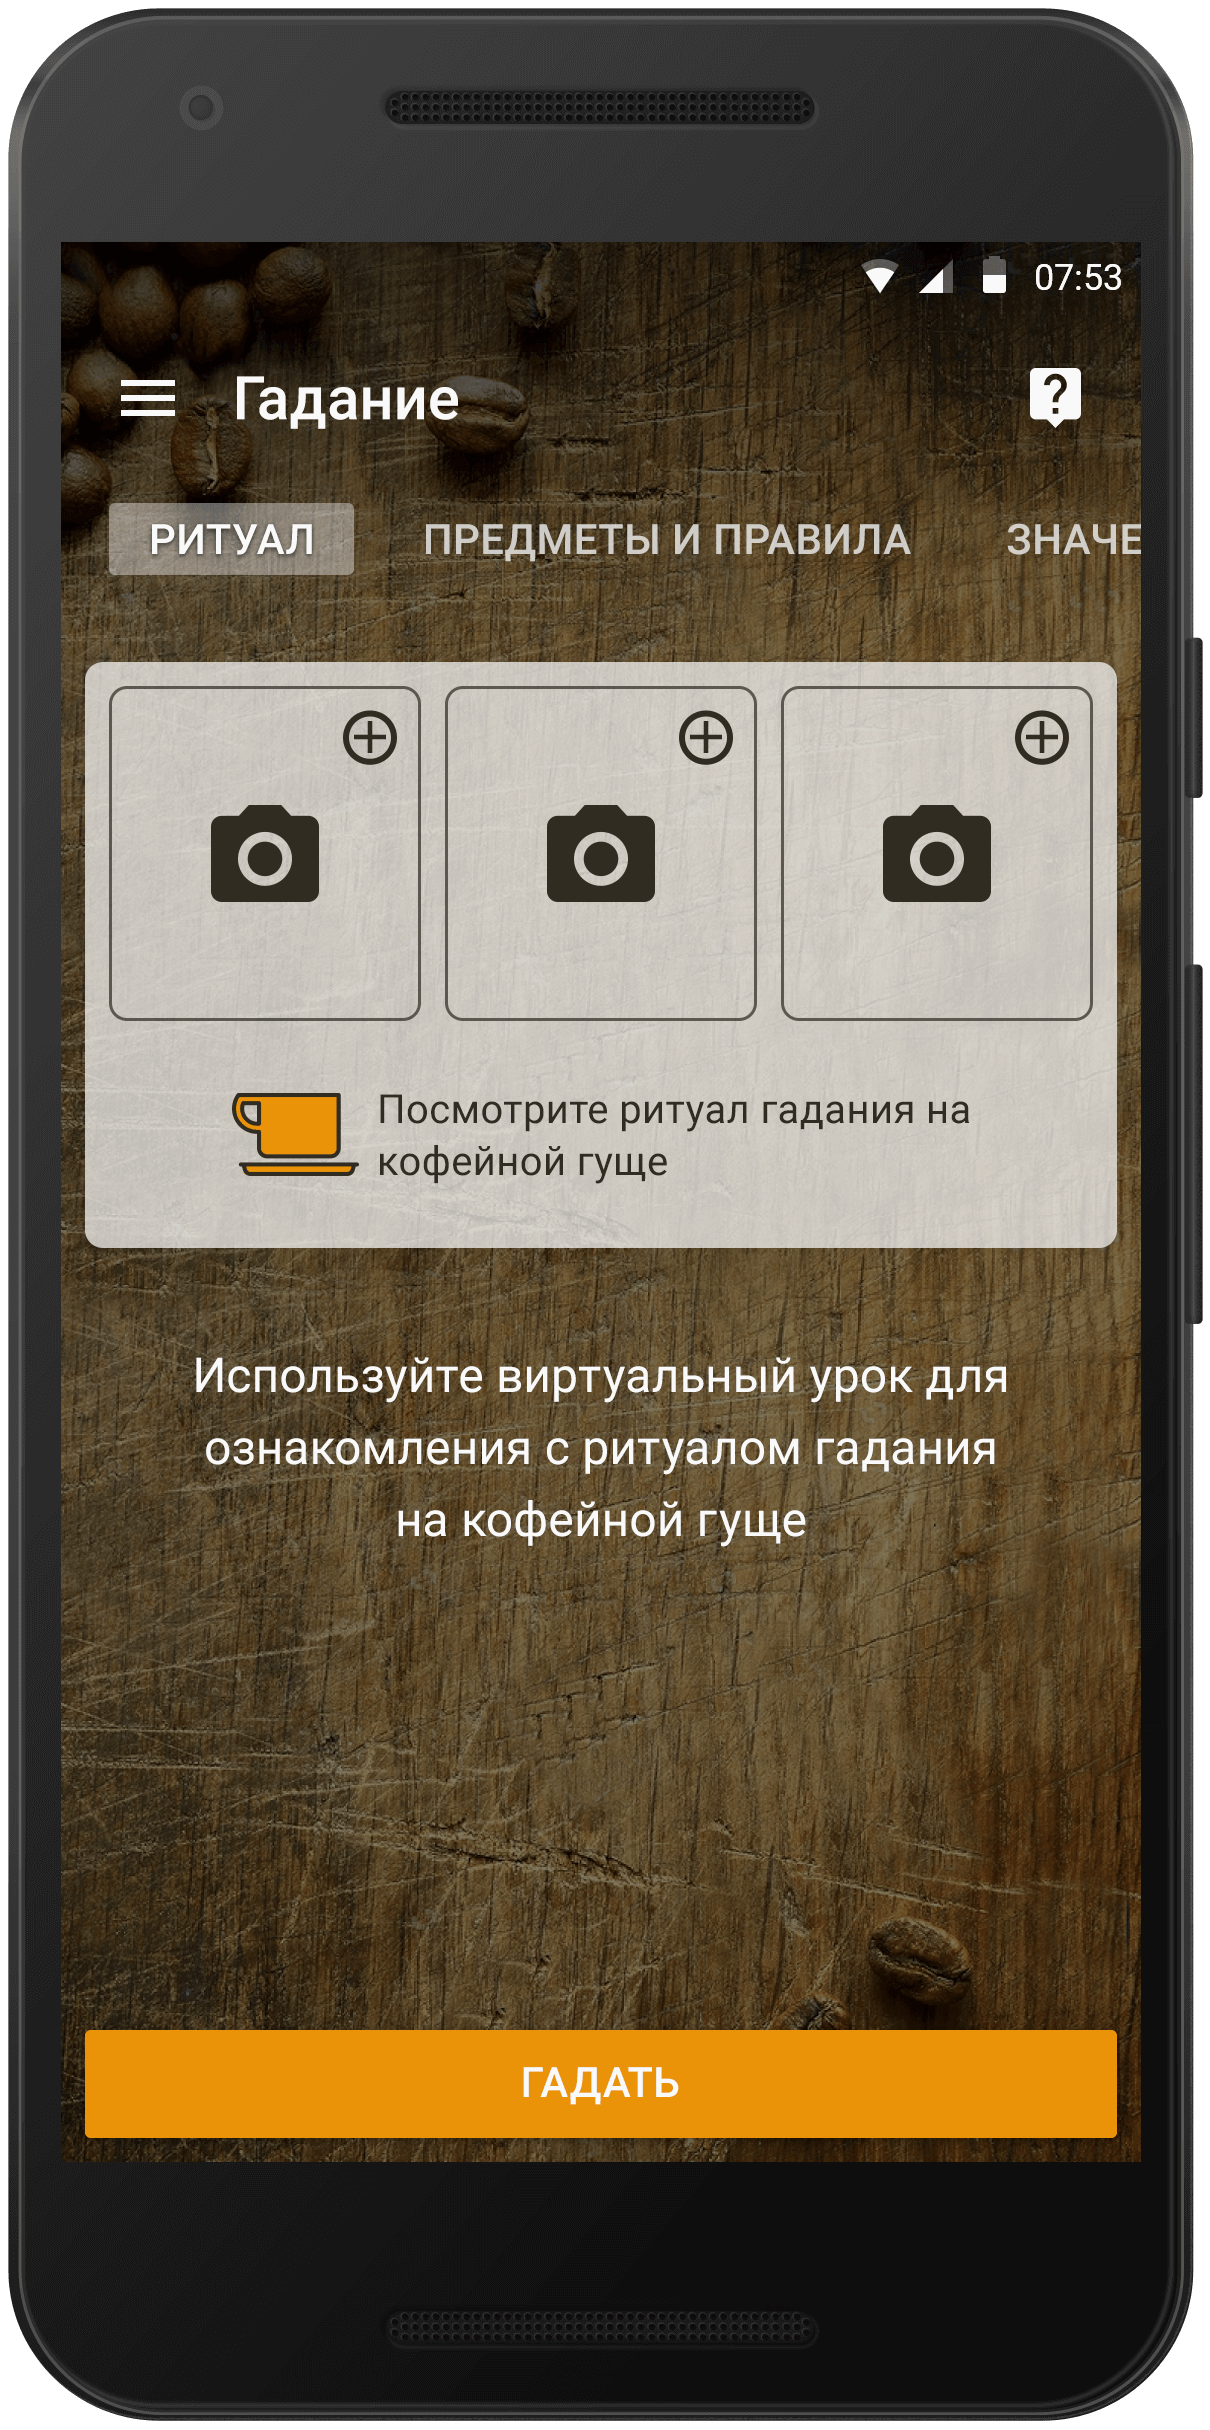 07:53
Гадание
РИТУАЛ
ПРЕДМЕТЫ И ПРАВИЛА
ЗНАЧЕ
Посмотрите ритуал гадания на
кофейной гуще
Используйте виртуальный урок для
ознакомления с ритуалом гадания
на кофейной гуще
ГАДАТЬ